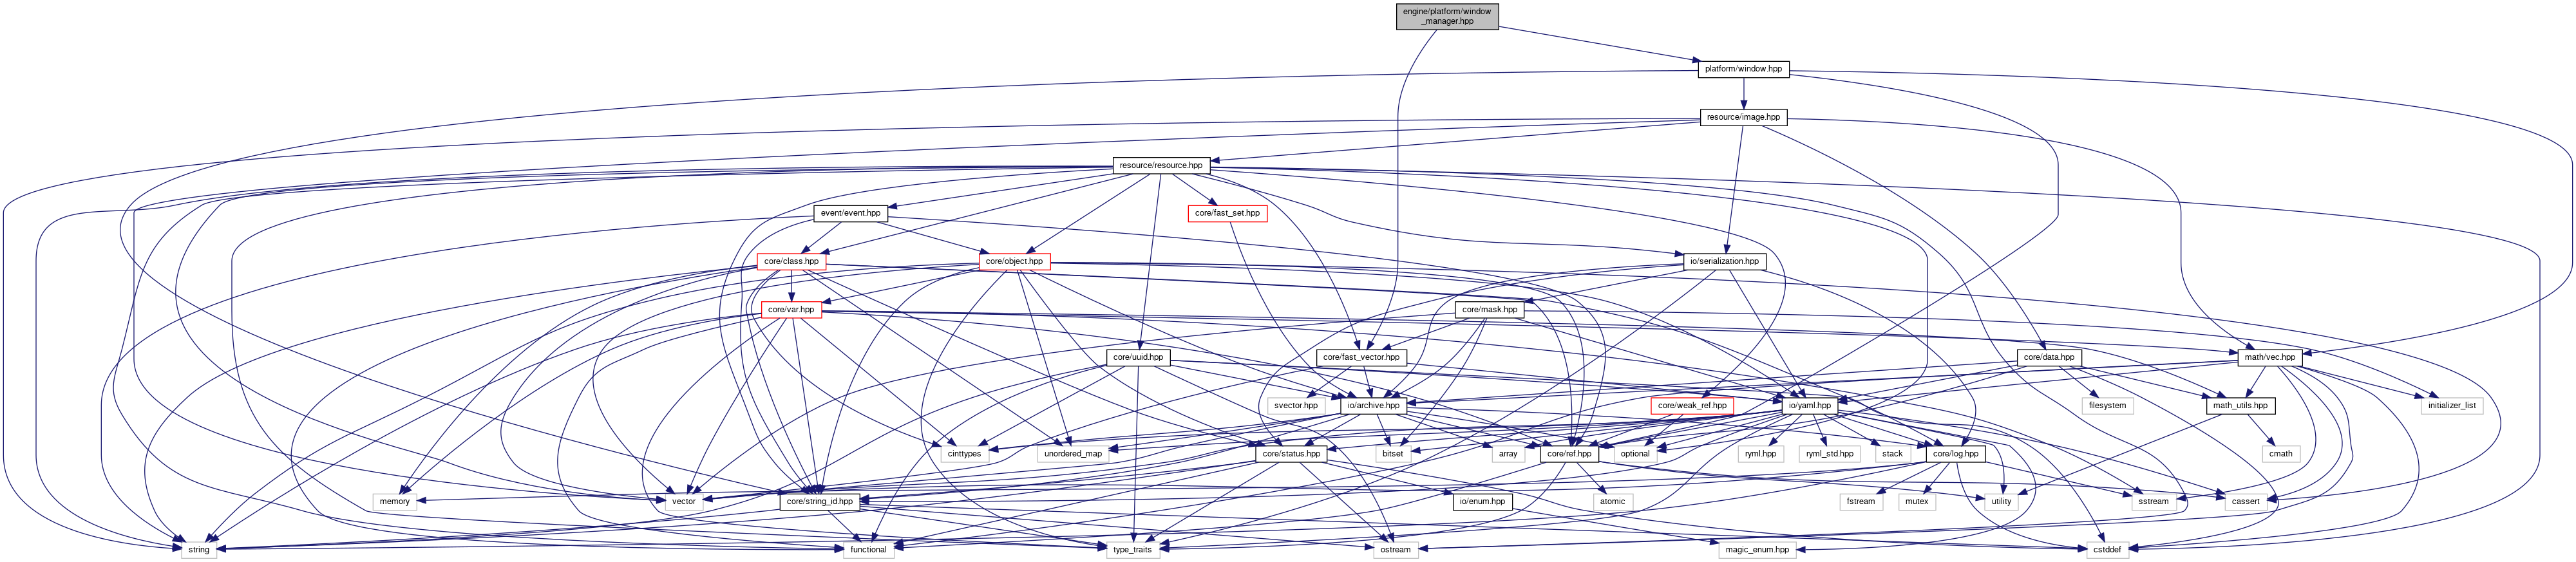 engine/platform/window
_manager.hpp
platform/window.hpp
resource/image.hpp
resource/resource.hpp
event/event.hpp
core/fast_set.hpp
core/class.hpp
core/object.hpp
io/serialization.hpp
core/var.hpp
core/mask.hpp
core/uuid.hpp
core/fast_vector.hpp
core/data.hpp
math/vec.hpp
svector.hpp
io/archive.hpp
core/weak_ref.hpp
io/yaml.hpp
filesystem
math_utils.hpp
initializer_list
cinttypes
unordered_map
core/status.hpp
bitset
array
core/ref.hpp
optional
ryml.hpp
ryml_std.hpp
stack
core/log.hpp
cmath
memory
vector
core/string_id.hpp
io/enum.hpp
atomic
fstream
mutex
utility
sstream
cassert
string
functional
type_traits
ostream
magic_enum.hpp
cstddef